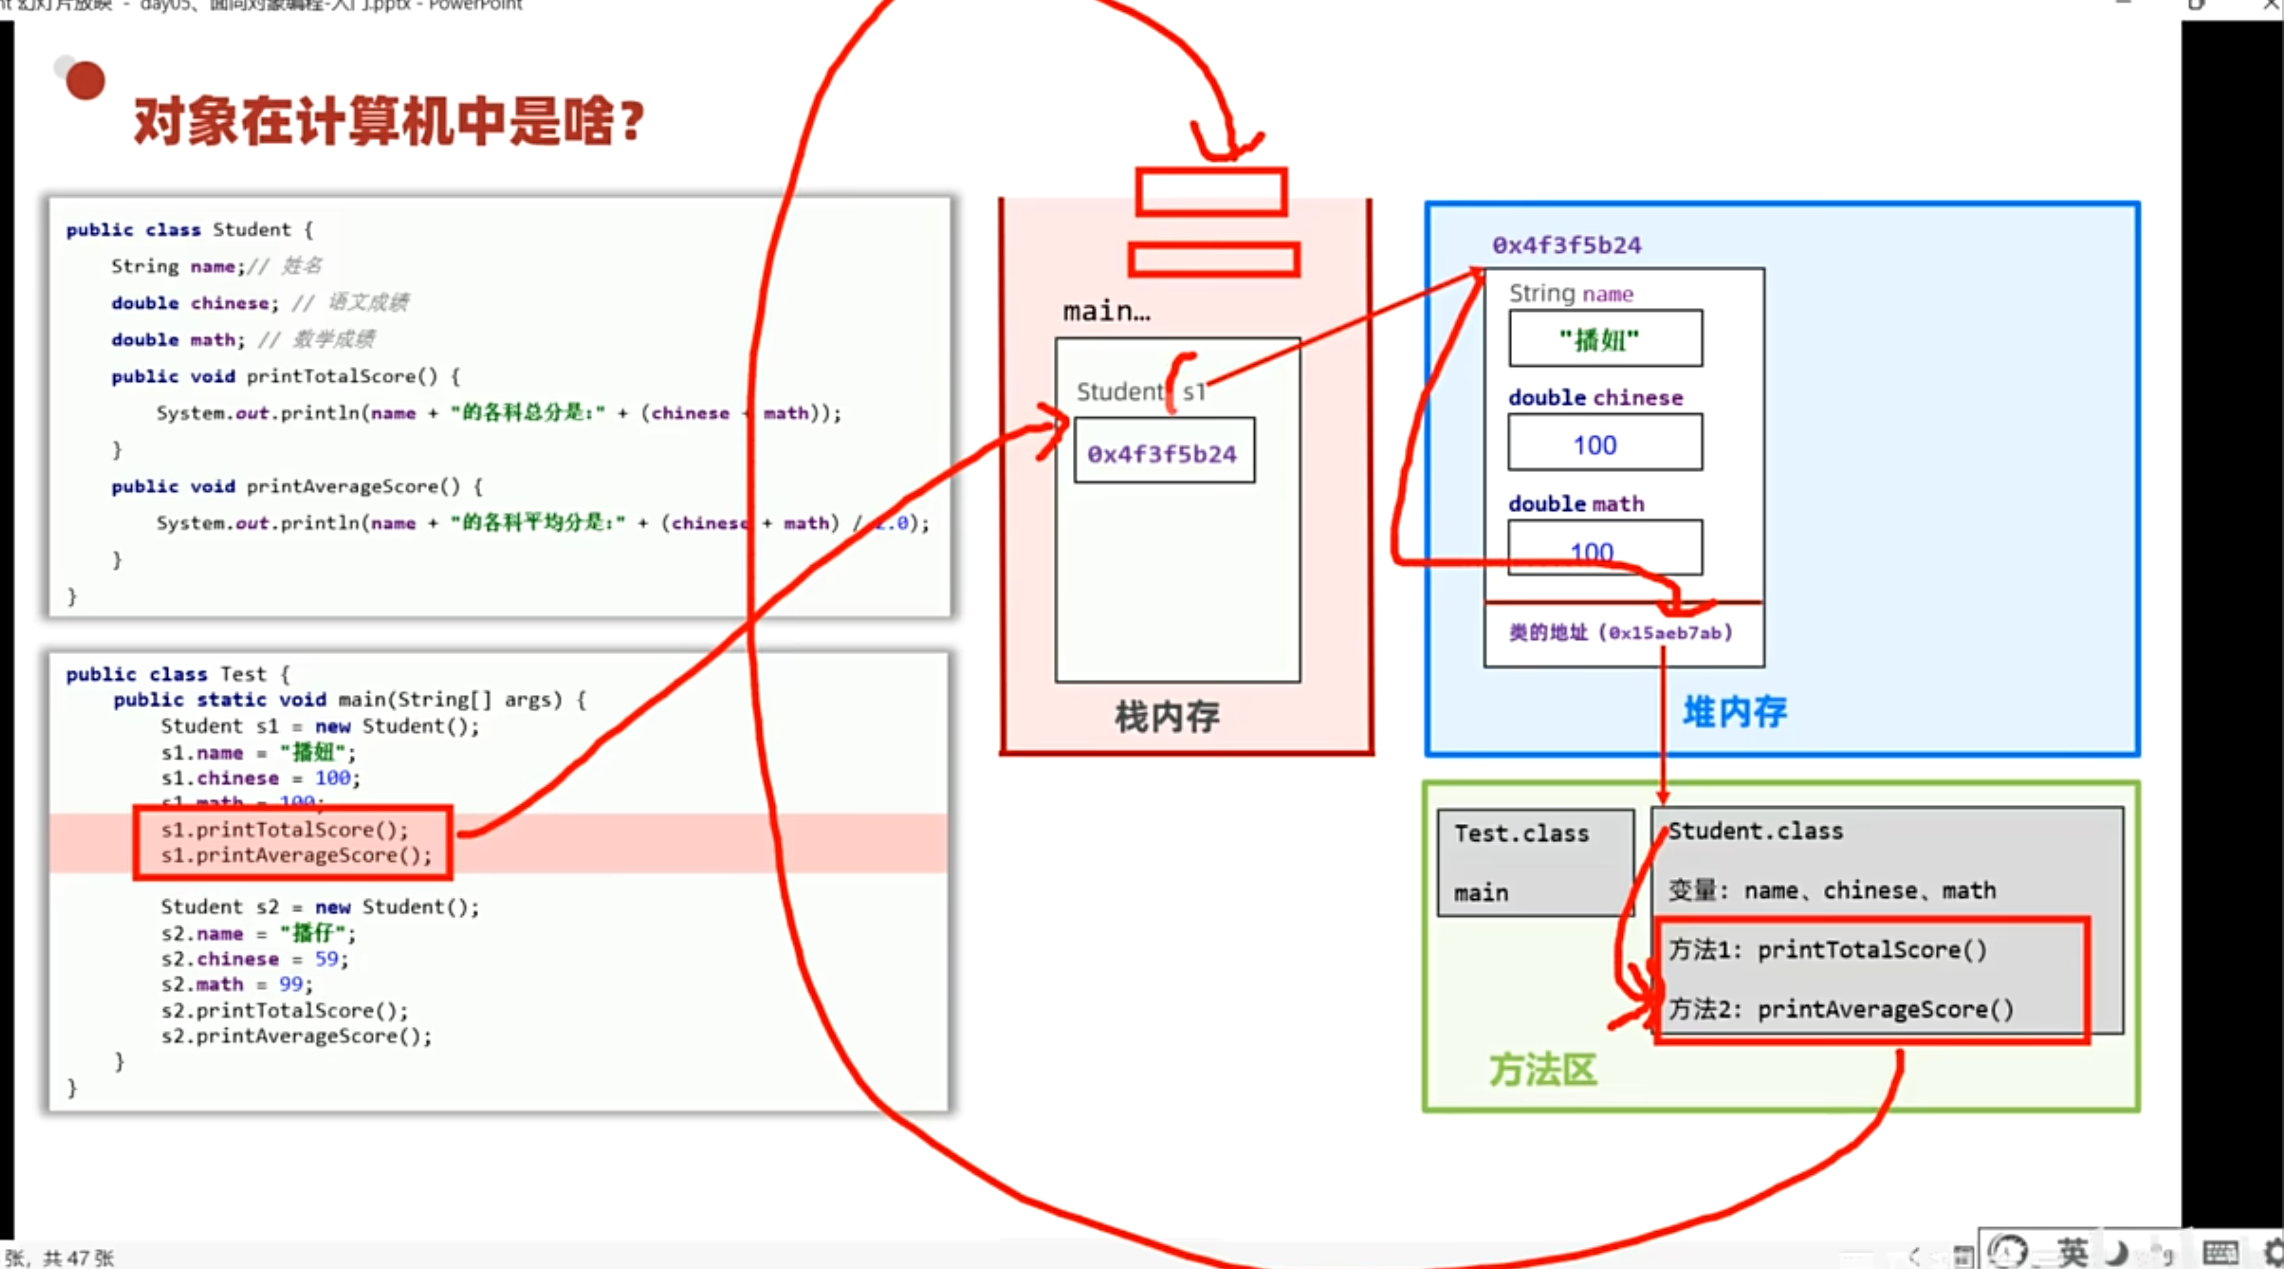 幻灯片放映 - day05、面向对象编程-入门.pptx - PowerPoint
对象在计算机中是啥？
public class Student {
String name;// 姓名
double chinese; // 语文成绩
double math; // 数学成绩
public void printTotalScore() {
System.out.println(name + "的各科总分是:" + (chinese + math));
}
public void printAverageScore() {
System.out.println(name + "的各科平均分是:" + (chinese + math) / 2.0);
}
}
public class Test {
public static void main(String[] args) {
Student s1 = new Student();
s1.name = "播妞";
s1.chinese = 100;
s1.math = 100;
s1.printTotalScore();
s1.printAverageScore();
Student s2 = new Student();
s2.name = "播仔";
s2.chinese = 59;
s2.math = 99;
s2.printTotalScore();
s2.printAverageScore();
}
}
main…
Student s1
0x4f3f5b24
栈内存
0x4f3f5b24
String name
"播妞"
double chinese
100
double math
100
类的地址（0x15aeb7ab）
堆内存
Test.class
main
Student.class
变量：name、chinese、math
方法1：printTotalScore()
方法2：printAverageScore()
方法区
张，共 47 张
英